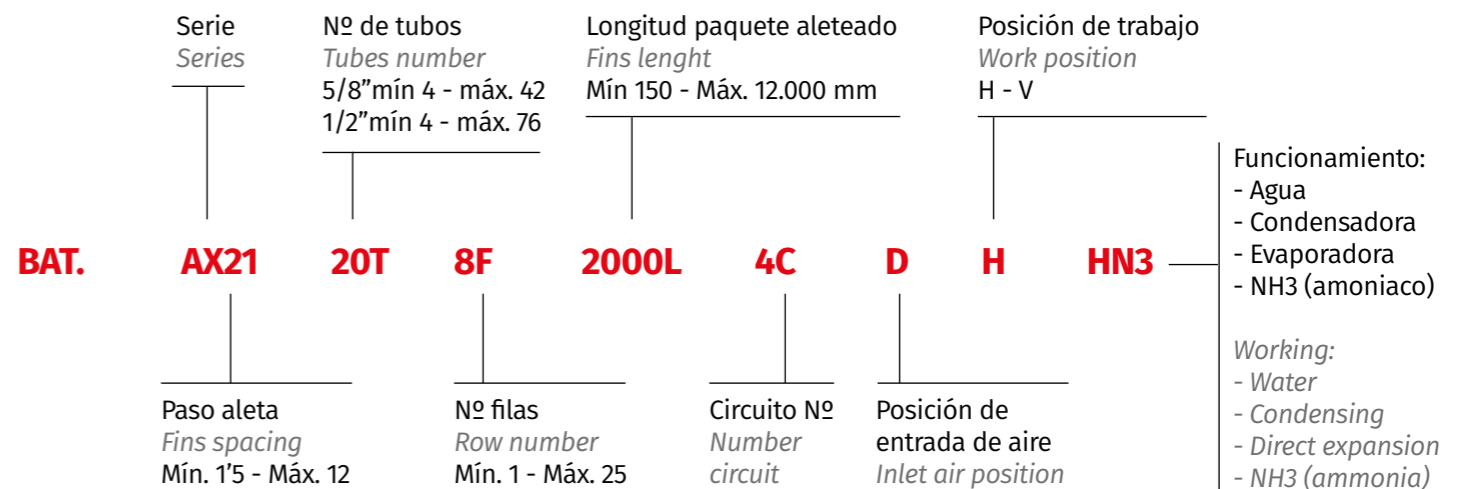 Serie
Series
Nº de tubos
Tubes number
5/8”mín 4 - máx. 42
1/2”mín 4 - máx. 76
Longitud paquete aleteado
Fins lenght
Mín 150 - Máx. 12.000 mm
Posición de trabajo
Work position
H - V
BAT. AX21 20T 8F 2000L 4C D H HN3
Funcionamiento:
- Agua
- Condensadora
- Evaporadora
- NH3 (amoniaco)
Working:
- Water
- Condensing
- Direct expansion
- NH3 (ammonia)
Paso aleta
Fins spacing
Mín. 1’5 - Máx. 12
Nº filas
Row number
Mín. 1 - Máx. 25
Circuito Nº
Number
circuit
Posición de
entrada de aire
Inlet air position